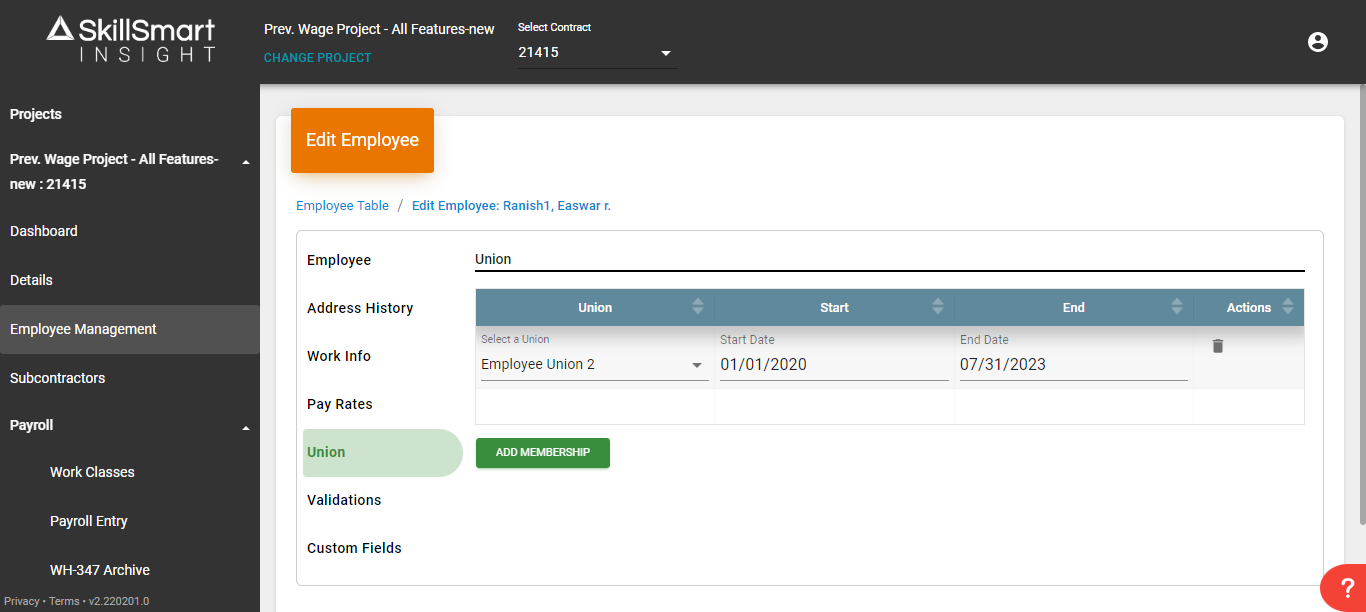 SkillSmart
INSIGHT
Prev. Wage Project - All Features-new
CHANGE PROJECT
Select Contract
21415
Projects
Prev. Wage Project - All Features-
new : 21415
Dashboard
Details
Employee Management
Subcontractors
Payroll
Work Classes
Payroll Entry
WH-347 Archive
Privacy • Terms • v2.220201.0
Edit Employee
Employee Table / Edit Employee: Ranish1, Easwar r.
Employee
Address History
Work Info
Pay Rates
Union
Validations
Custom Fields
Union
Union Start End Actions
Select a Union Start Date End Date
Employee Union 2 01/01/2020 07/31/2023
ADD MEMBERSHIP
?